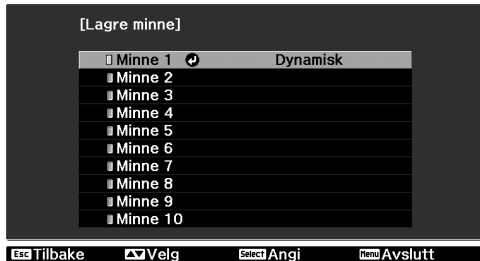 [Lagre minne]
Minne 1 Dynamisk
Minne 2
Minne 3
Minne 4
Minne 5
Minne 6
Minne 7
Minne 8
Minne 9
Minne 10
Esc Tilbake Velg Select Angi Menu Avslutt